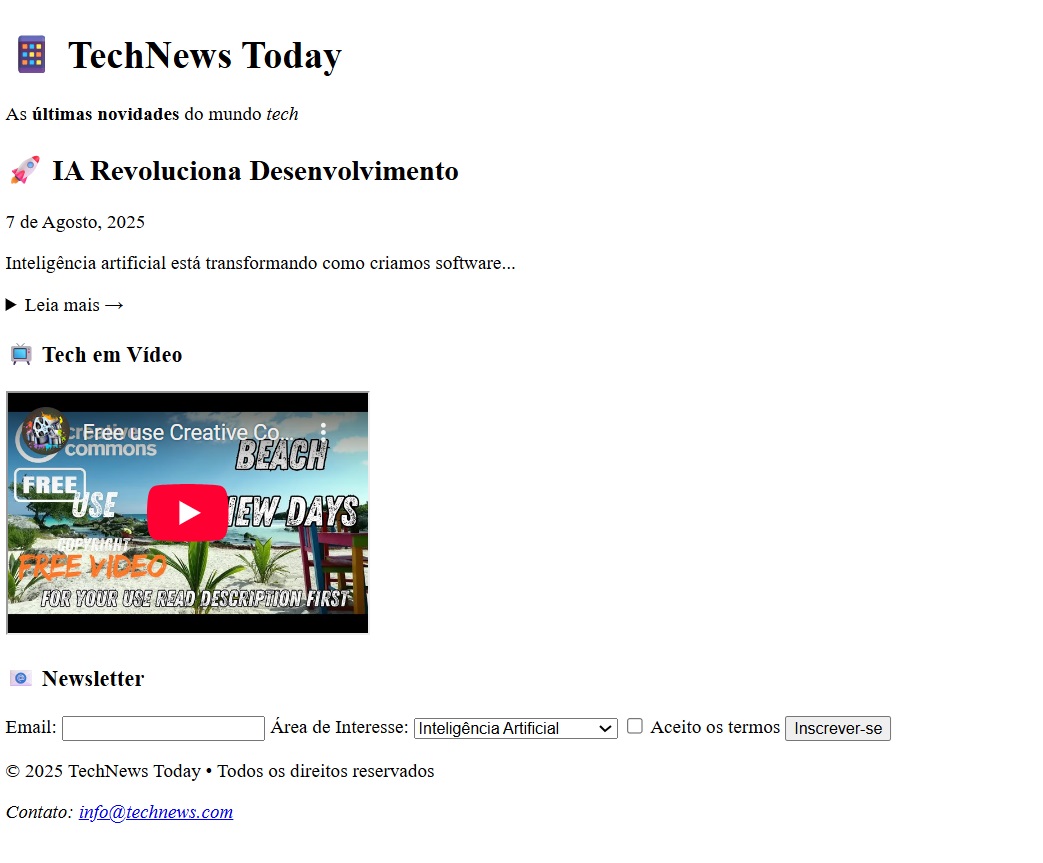 TechNews Today
As últimas novidades do mundo tech
IA Revoluciona Desenvolvimento
7 de Agosto, 2025
Inteligência artificial está transformando como criamos software...
▶ Leia mais →
Tech em Vídeo
Free use Creative Co...
creative
commons
BEACH
FREE
USE
VIEW DAYS
COPYRIGHT
FREE VIDEO
FOR YOUR USE READ DESCRIPTION FIRST
Newsletter
Email: Área de Interesse: Inteligência Artificial Aceito os termos Inscrever-se
© 2025 TechNews Today • Todos os direitos reservados
Contato: info@technews.com